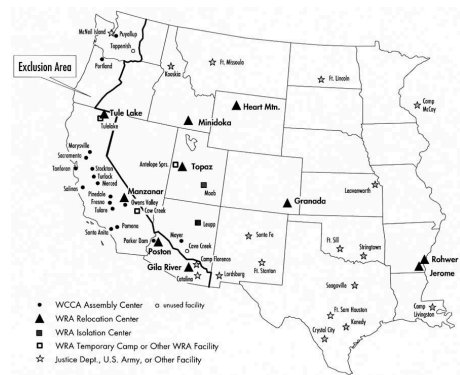 McNeil Island
Puyallup
Toppenish
Portland
Kooskia
Ft. Missoula
Ft. Lincoln
Camp
McCoy
Exclusion Area
Heart Mtn.
Minidoka
Tule Lake
Tulelake
Marysville
Sacramento
Tanforan
Stockton
Turlock
Merced
Salinas
Pinedale
Fresno
Tulare
Manzanar
Owens Valley
Cow Creek
Antelope Sprs.
Topaz
Moab
Granada
Leavenworth
Santa Anita
Pomona
Parker Dam
Poston
Mayer
Leupp
Cave Creek
Camp Florence
Gila River
Catalina
Lordsburg
Santa Fe
Ft. Stanton
Ft. Sill
Stringtown
Rohwer
Jerome
Seagoville
Ft. Sam Houston
Crystal City
Kenedy
Camp
Livingston
WCCA Assembly Center
unused facility
WRA Relocation Center
WRA Isolation Center
WRA Temporary Camp or Other WRA Facility
Justice Dept., U.S. Army, or Other Facility